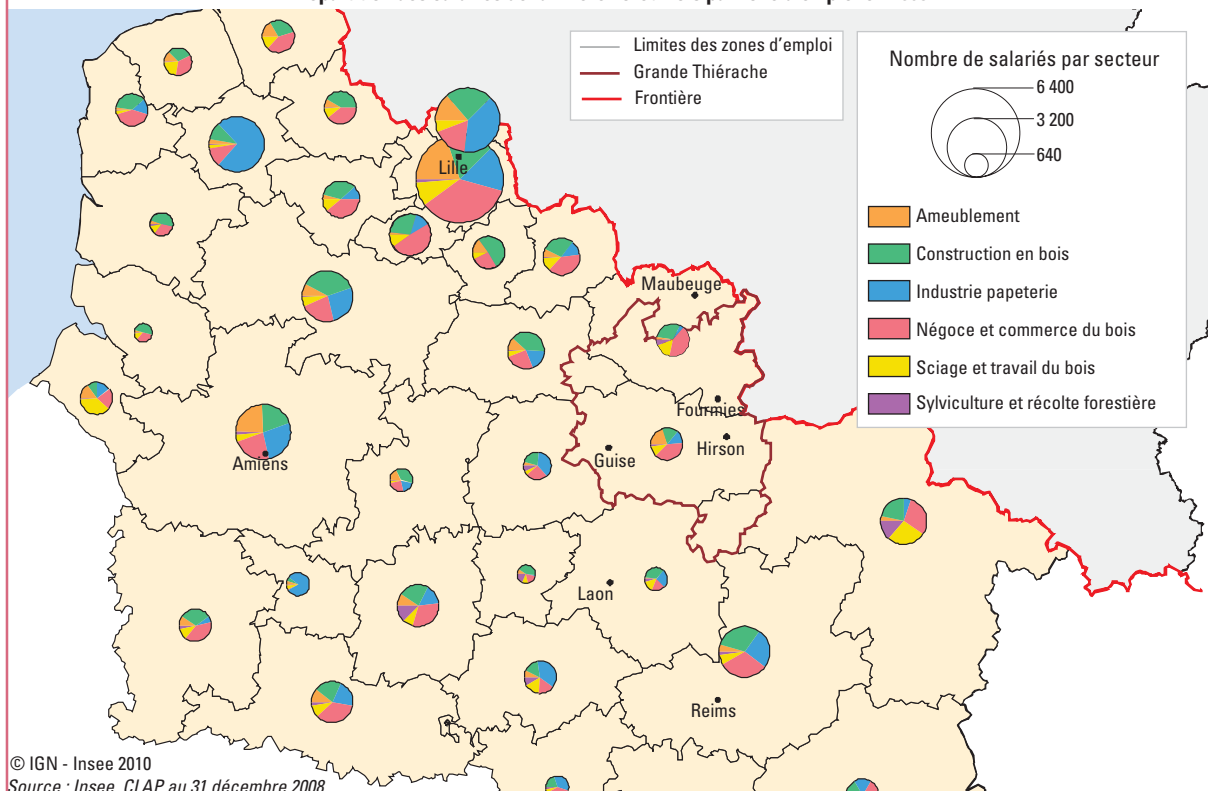 Limites des zones d'emploi
Grande Thiérache
Frontière
Nombre de salariés par secteur
6 400
3 200
640
Ameublement
Construction en bois
Industrie papeterie
Négoce et commerce du bois
Sciage et travail du bois
Sylviculture et récolte forestière
Lille
Maubeuge
Fourmies
Hirson
Guise
Amiens
Laon
Reims
© IGN - Insee 2010
Source : Insee, CLAP au 31 décembre 2008